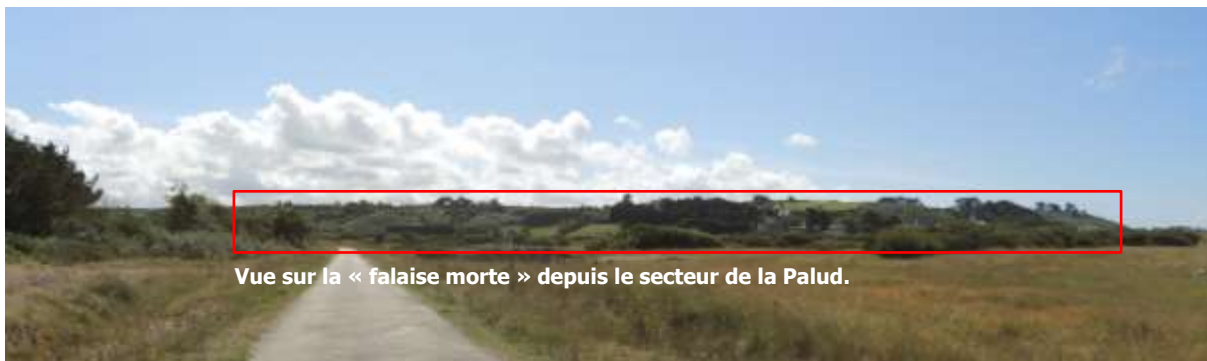 Vue sur la « falaise morte » depuis le secteur de la Palud.